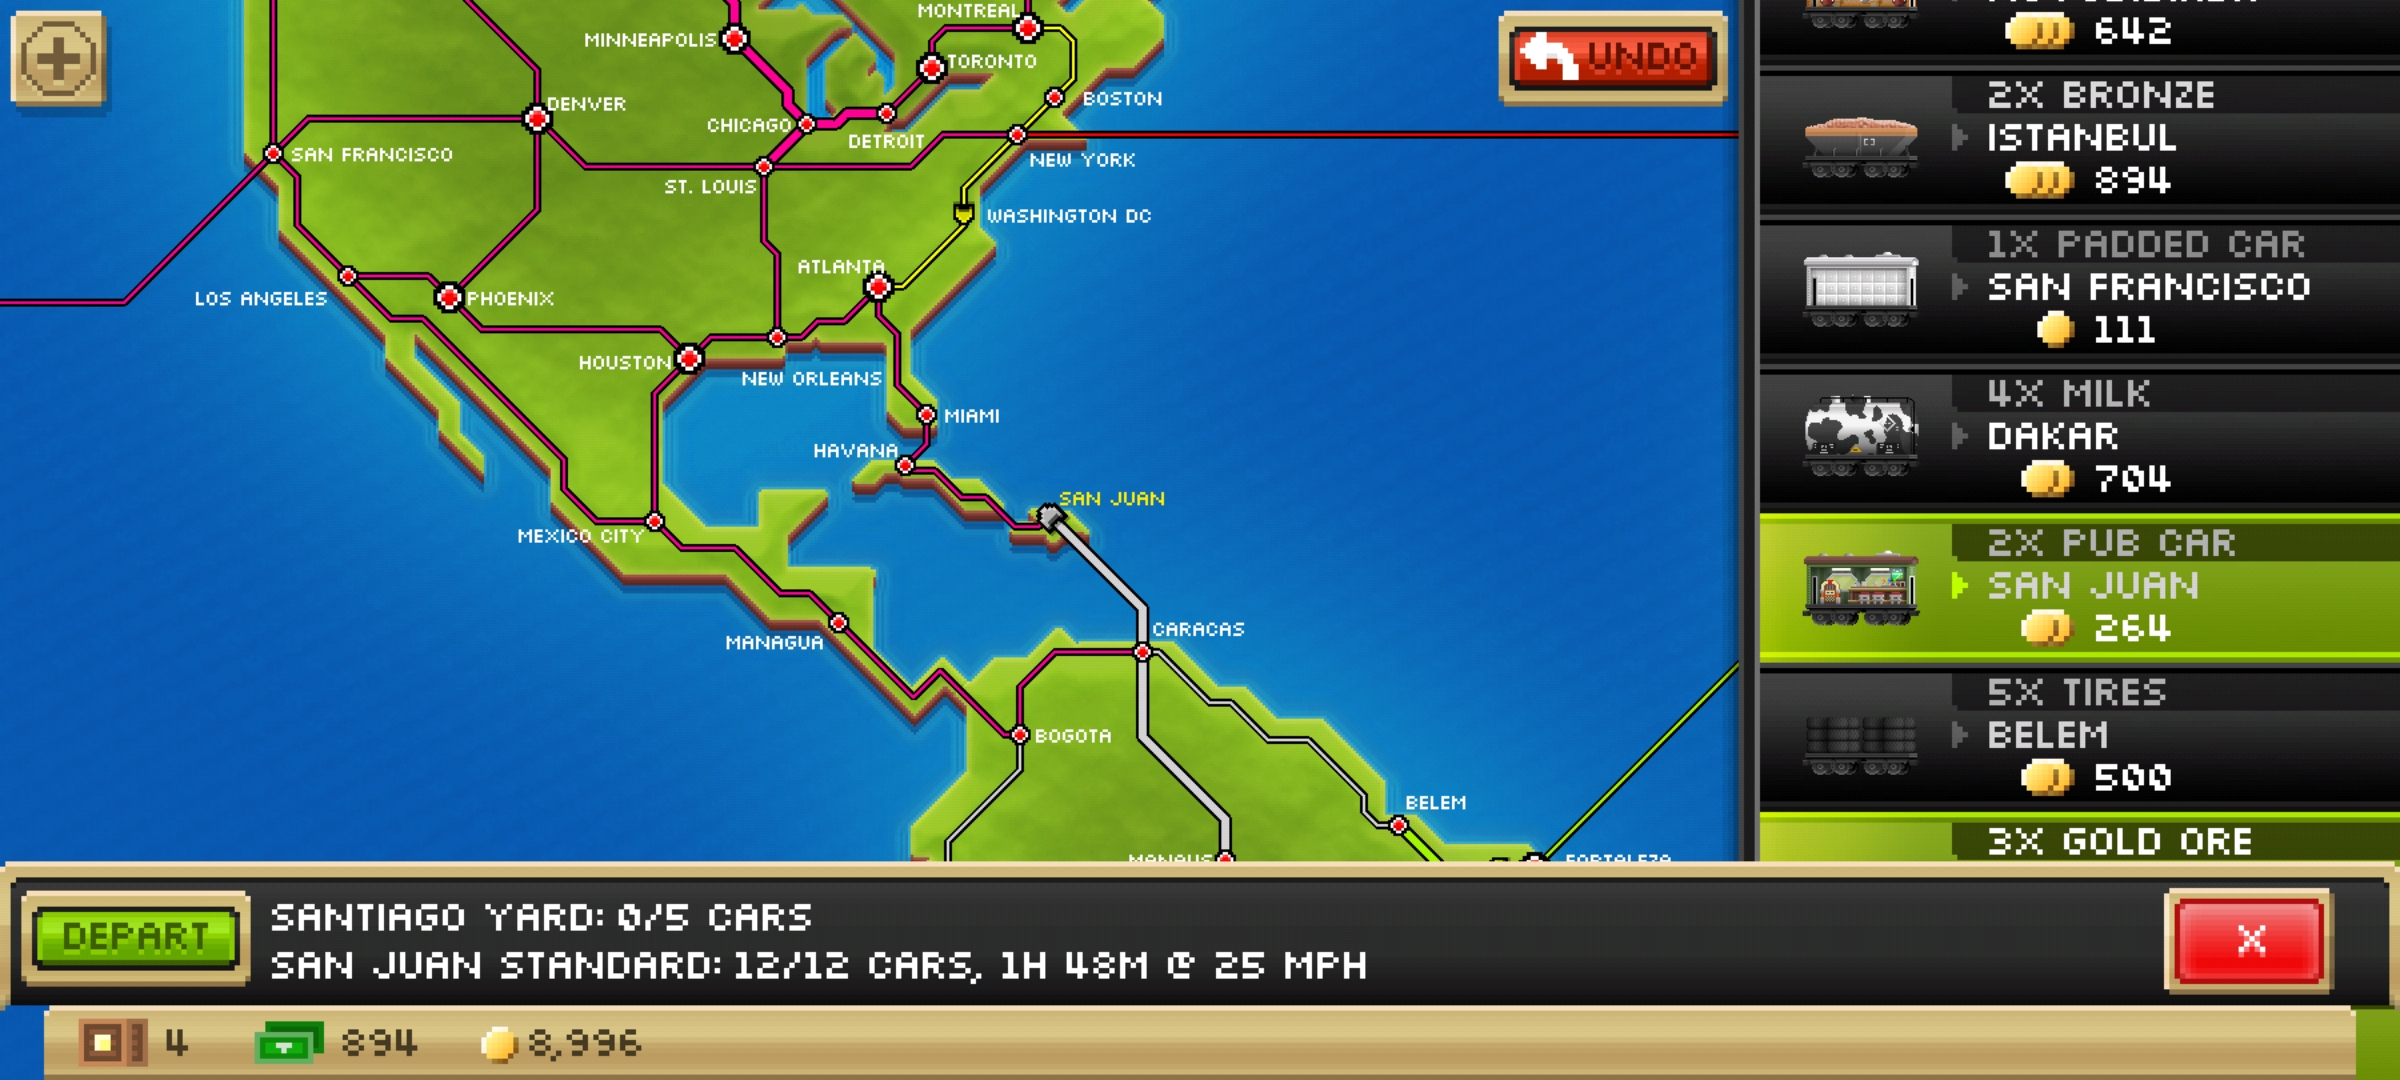 MONTREAL
MINNEAPOLIS
TORONTO
UNDO
DENVER
BOSTON
CHICAGO
DETROIT
SAN FRANCISCO
NEW YORK
ST. LOUIS
WASHINGTON DC
ATLANTA
LOS ANGELES
PHOENIX
HOUSTON
NEW ORLEANS
MIAMI
HAVANA
SAN JUAN
MEXICO CITY
CARACAS
MANAGUA
BOGOTA
BELEM
MANAUS
FORTALEZA
642
2X BRONZE
ISTANBUL
894
1X PADDED CAR
SAN FRANCISCO
111
4X MILK
DAKAR
704
2X PUB CAR
SAN JUAN
264
5X TIRES
BELEM
500
3X GOLD ORE
DEPART
SANTIAGO YARD: 0/5 CARS
SAN JUAN STANDARD: 12/12 CARS, 1H 48M @ 25 MPH
X
4
894
8,996